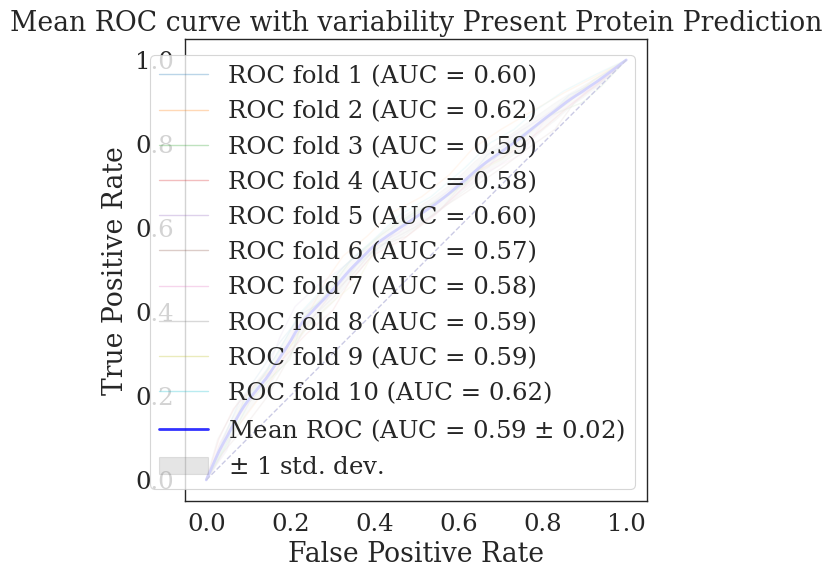 Mean ROC curve with variability Present Protein Prediction
True Positive Rate
1.0
0.8
0.6
0.4
0.2
0.0
ROC fold 1 (AUC = 0.60)
ROC fold 2 (AUC = 0.62)
ROC fold 3 (AUC = 0.59)
ROC fold 4 (AUC = 0.58)
ROC fold 5 (AUC = 0.60)
ROC fold 6 (AUC = 0.57)
ROC fold 7 (AUC = 0.58)
ROC fold 8 (AUC = 0.59)
ROC fold 9 (AUC = 0.59)
ROC fold 10 (AUC = 0.62)
Mean ROC (AUC = 0.59 ± 0.02)
± 1 std. dev.
0.0 0.2 0.4 0.6 0.8 1.0
False Positive Rate